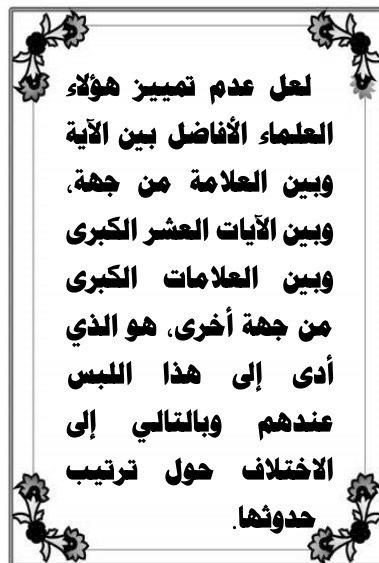 لعل عدم تمييز هؤلاء
العلماء الأفاضل بين الآية
وبين العلامة من جهة،
وبين الآيات العشر الكبرى
وبين العلامات الكبرى
من جهة أخرى، هو الذي
أدى إلى هذا اللبس
عندهم وبالتالي إلى
الاختلاف حول ترتيب
حدوثها.